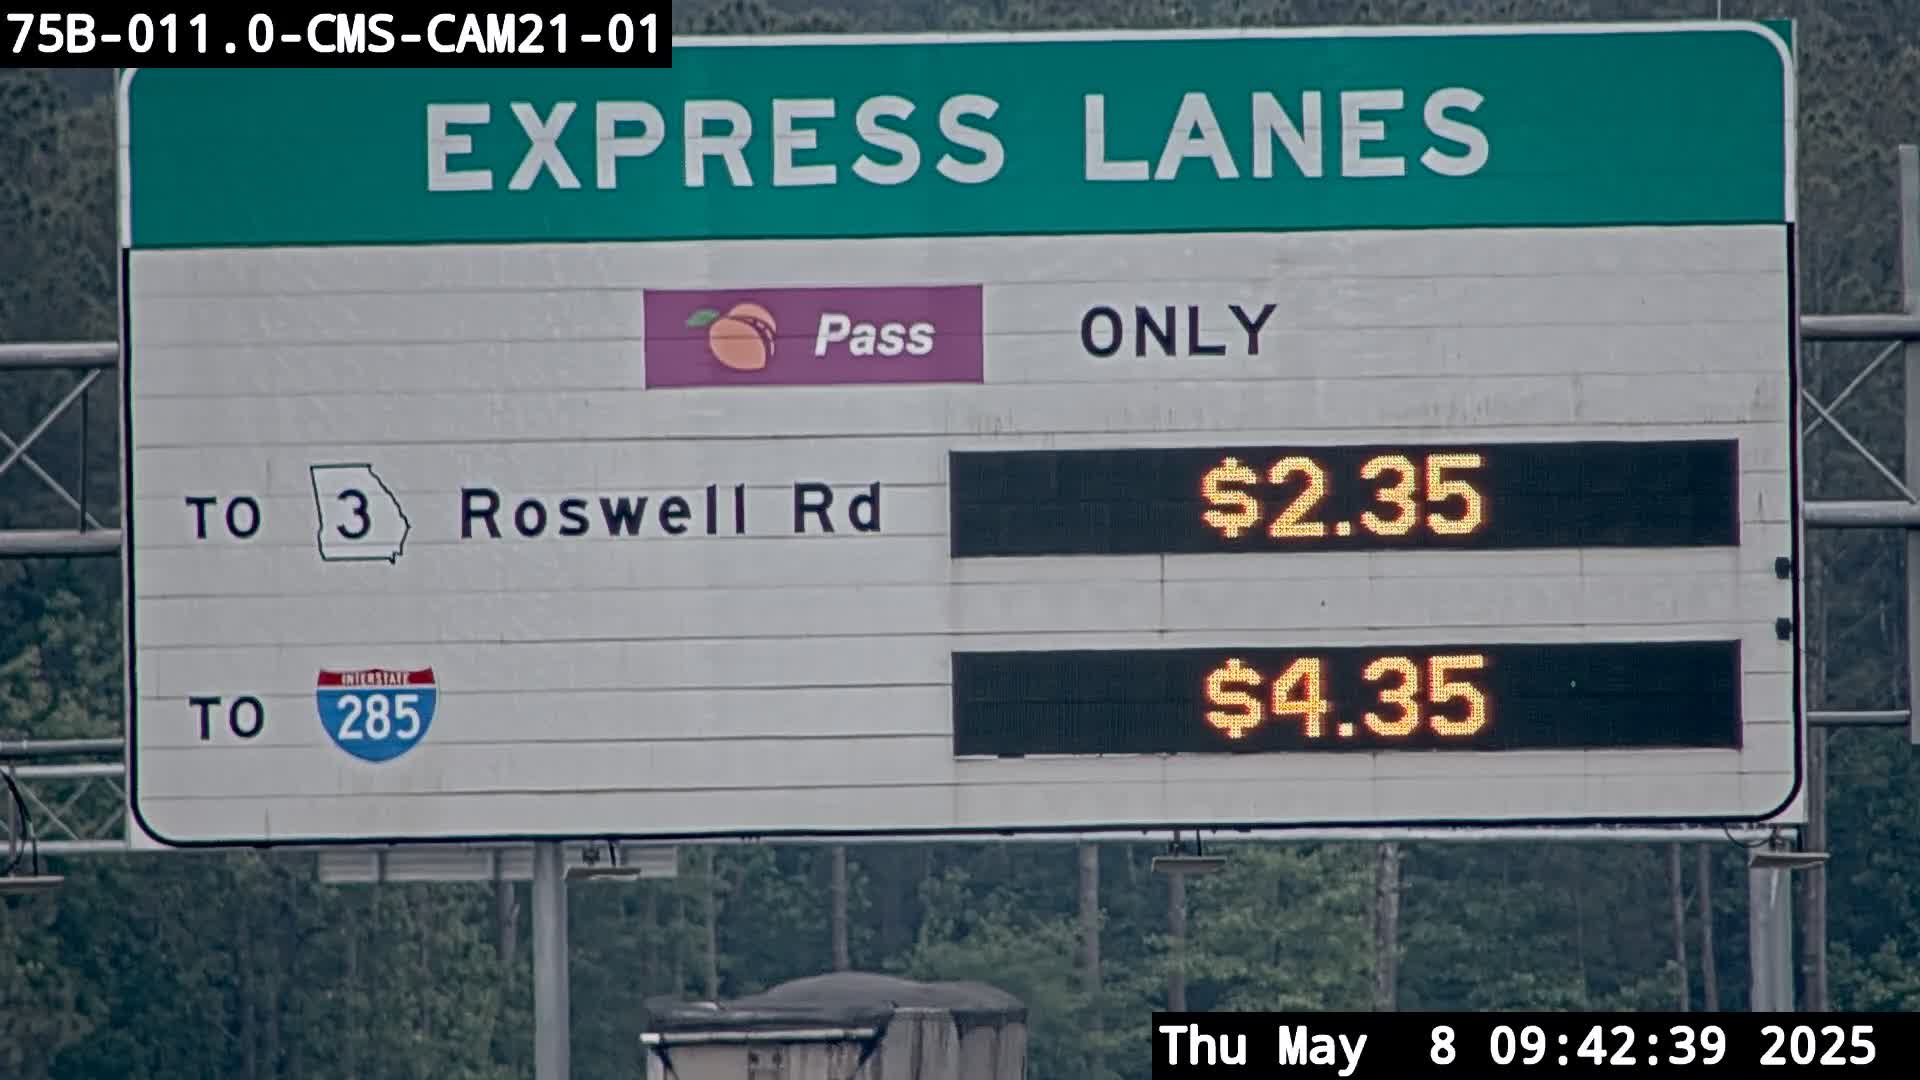 75B-011.0-CMS-CAM21-01
EXPRESS LANES
Pass ONLY
TO 3 Roswell Rd $2.35
TO INTERSTATE 285 $4.35
Thu May 8 09:42:39 2025